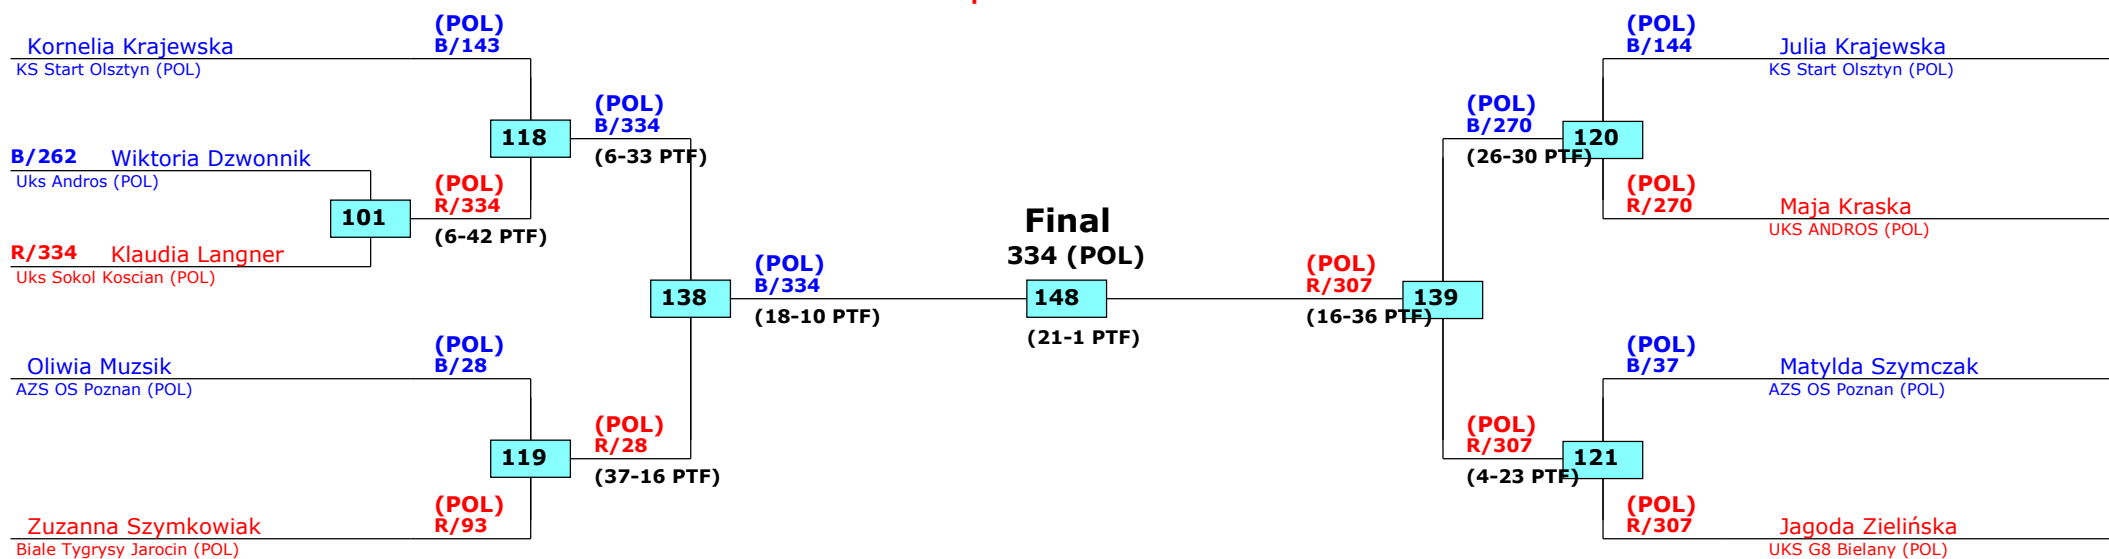 (POL)
Kornelia Krajewska B/143
KS Start Olsztyn (POL)
(POL)
118 B/334
(6-33 PTF)
B/262 Wiktoria Dzwonnik
Uks Andros (POL)
(POL)
101 R/334
(6-42 PTF)
R/334 Klaudia Langner
Uks Sokol Koscian (POL)
(POL)
138 B/334
(18-10 PTF)
(POL)
Oliwia Muzsik B/28
AZS OS Poznan (POL)
(POL)
119 R/28
(37-16 PTF)
(POL)
Zuzanna Szymkowiak R/93
Biale Tygrysy Jarocin (POL)
Final
334 (POL)
148
(21-1 PTF)
(POL)
B/144 Julia Krajewska
KS Start Olsztyn (POL)
(POL)
B/270 120
(26-30 PTF)
(POL)
R/270 Maja Kraska
UKS ANDROS (POL)
(POL)
R/307 139
(16-36 PTF)
(POL)
B/37 Matylda Szymczak
AZS OS Poznan (POL)
(POL)
R/307 121
(4-23 PTF)
(POL)
R/307 Jagoda Zielińska
UKS G8 Bielany (POL)